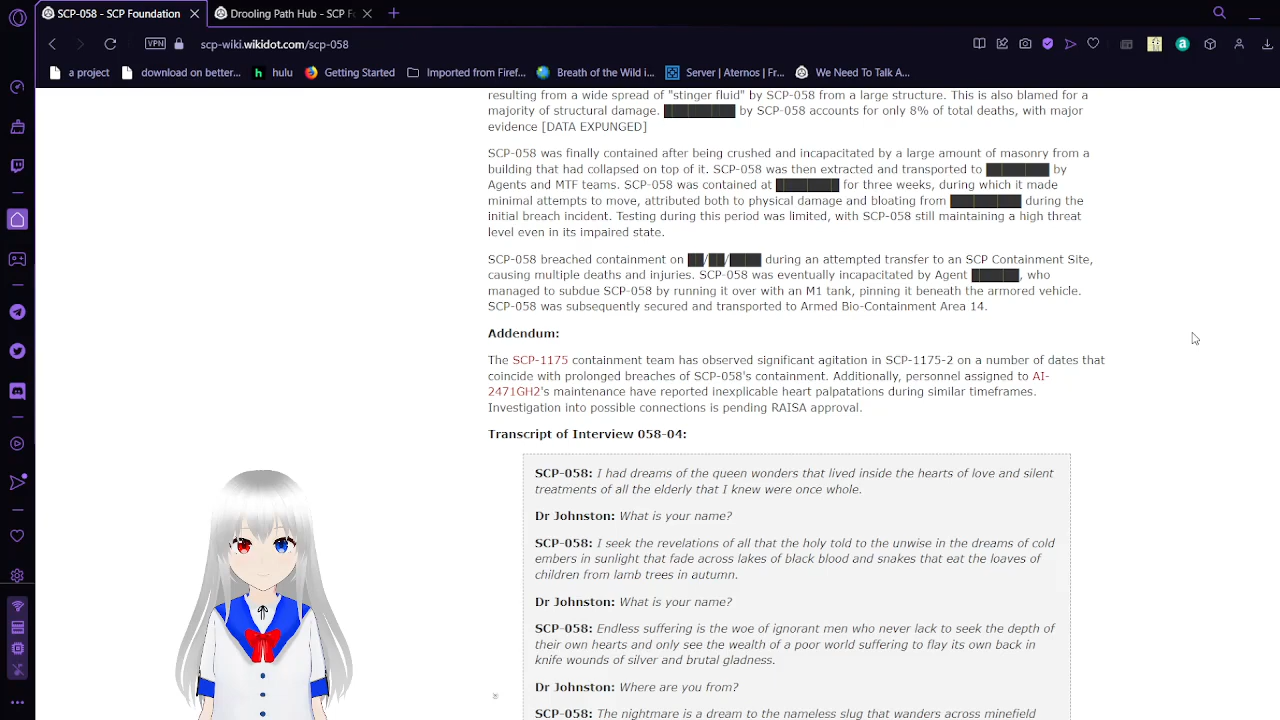 SCP-058 - SCP Foundation
Drooling Path Hub - SCP F
VPN
scp-wiki.wikidot.com/scp-058
a project
download on better...
hulu
Getting Started
Imported from Firef...
Breath of the Wild i...
Server | Aternos | Fr...
We Need To Talk A...
resulting from a wide spread of "stinger fluid" by SCP-058 from a large structure. This is also blamed for a
majority of structural damage. █████████ by SCP-058 accounts for only 8% of total deaths, with major
evidence [DATA EXPUNGED]
SCP-058 was finally contained after being crushed and incapacitated by a large amount of masonry from a
building that had collapsed on top of it. SCP-058 was then extracted and transported to ████████ by
Agents and MTF teams. SCP-058 was contained at ████████ for three weeks, during which it made
minimal attempts to move, attributed both to physical damage and bloating from █████████ during the
initial breach incident. Testing during this period was limited, with SCP-058 still maintaining a high threat
level even in its impaired state.
SCP-058 breached containment on ██/██/████ during an attempted transfer to an SCP Containment Site,
causing multiple deaths and injuries. SCP-058 was eventually incapacitated by Agent ██████, who
managed to subdue SCP-058 by running it over with an M1 tank, pinning it beneath the armored vehicle.
SCP-058 was subsequently secured and transported to Armed Bio-Containment Area 14.
Addendum:
The SCP-1175 containment team has observed significant agitation in SCP-1175-2 on a number of dates that
coincide with prolonged breaches of SCP-058's containment. Additionally, personnel assigned to AI-
2471GH2's maintenance have reported inexplicable heart palpatations during similar timeframes.
Investigation into possible connections is pending RAISA approval.
Transcript of Interview 058-04:
SCP-058: I had dreams of the queen wonders that lived inside the hearts of love and silent
treatments of all the elderly that I knew were once whole.
Dr Johnston: What is your name?
SCP-058: I seek the revelations of all that the holy told to the unwise in the dreams of cold
embers in sunlight that fade across lakes of black blood and snakes that eat the loaves of
children from lamb trees in autumn.
Dr Johnston: What is your name?
SCP-058: Endless suffering is the woe of ignorant men who never lack to seek the depth of
their own hearts and only see the wealth of a poor world suffering to flay its own back in
knife wounds of silver and brutal gladness.
Dr Johnston: Where are you from?
SCP-058: The nightmare is a dream to the nameless slug that wanders across minefield